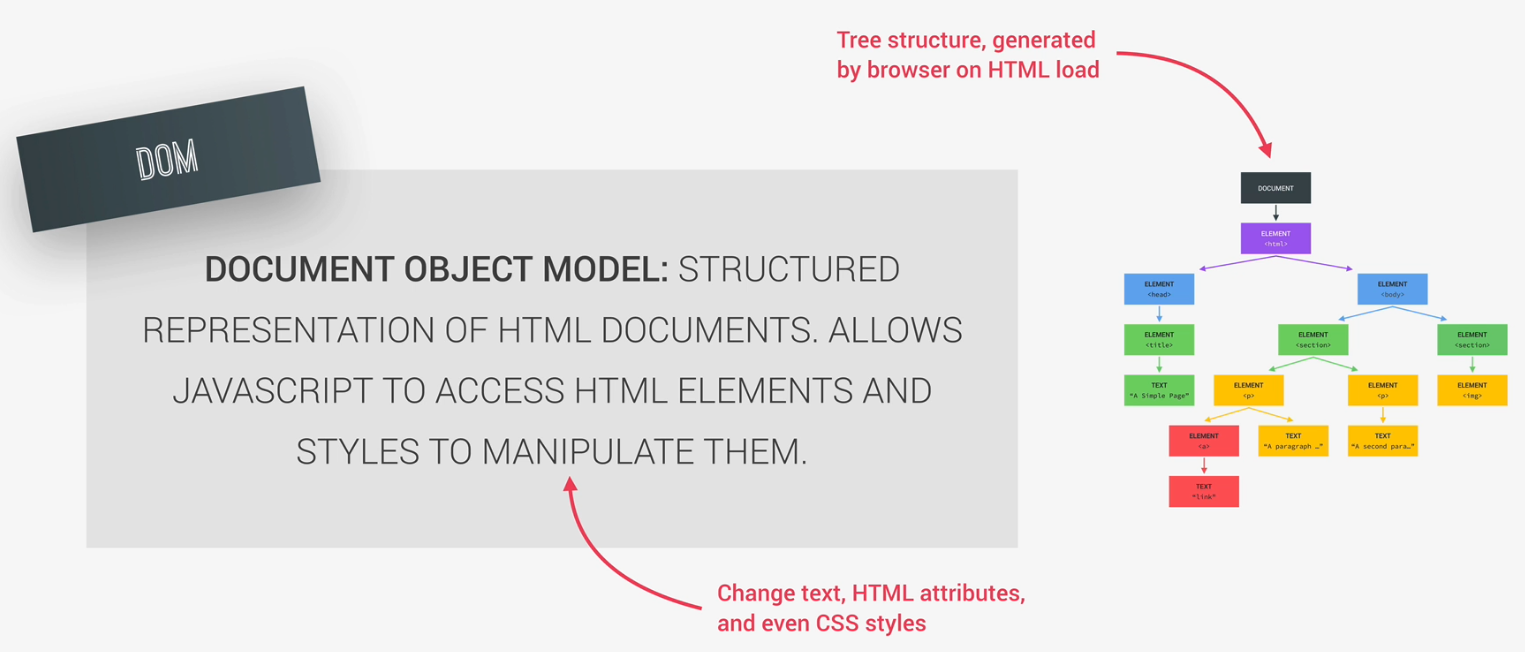 Tree structure, generated
by browser on HTML load
DOM
DOCUMENT OBJECT MODEL: STRUCTURED
REPRESENTATION OF HTML DOCUMENTS. ALLOWS
JAVASCRIPT TO ACCESS HTML ELEMENTS AND
STYLES TO MANIPULATE THEM.
Change text, HTML attributes,
and even CSS styles
DOCUMENT
ELEMENT
<html>
ELEMENT
<head>
ELEMENT
<body>
ELEMENT
<title>
ELEMENT
<section>
ELEMENT
<section>
TEXT
"A Simple Page"
ELEMENT
<p>
ELEMENT
<p>
ELEMENT
<img>
ELEMENT
<a>
TEXT
"A paragraph …"
TEXT
"A second para…"
TEXT
"link"